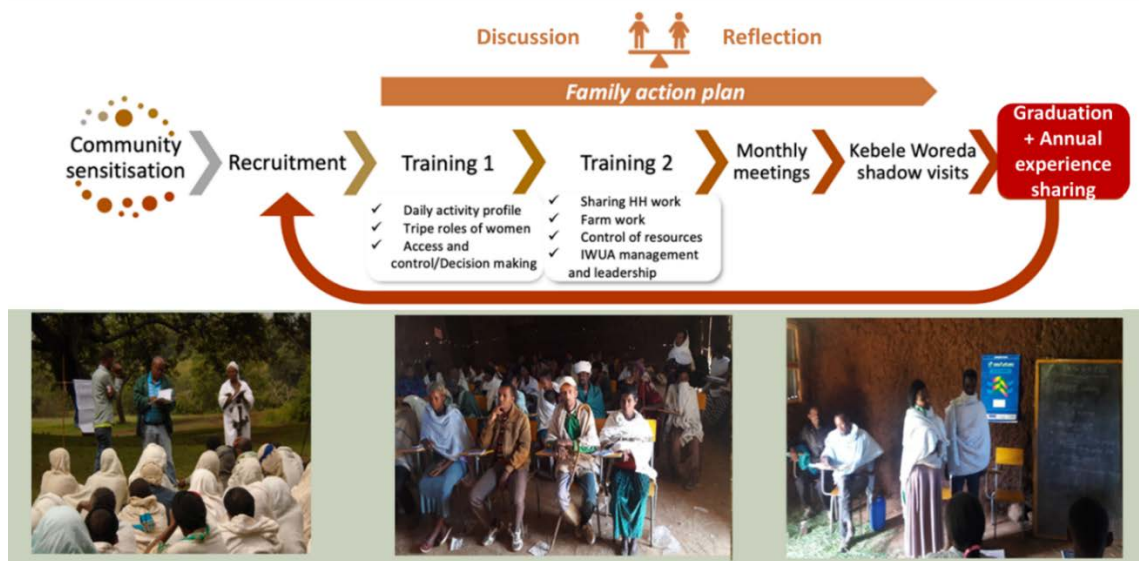 Discussion
Reflection
Family action plan
Community
sensitisation
Recruitment
Training 1
Training 2
Monthly
meetings
Kebele Woreda
shadow visits
Graduation
+ Annual
experience
sharing
✓ Daily activity profile
✓ Tripe roles of women
✓ Access and
control/Decision making
✓ Sharing HH work
✓ Farm work
✓ Control of resources
✓ IWUA management
and leadership